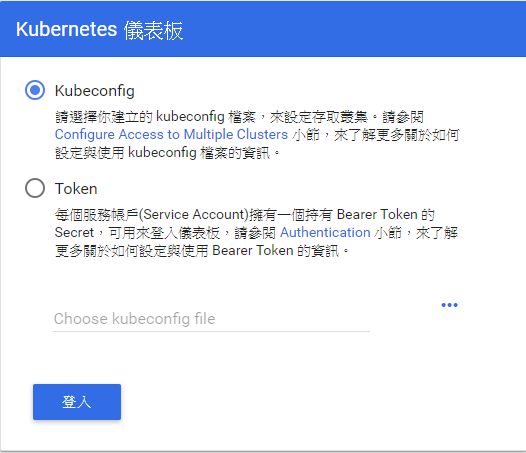 Kubernetes 儀表板
Kubeconfig
請選擇你建立的 kubeconfig 檔案，來設定存取叢集。請參閱
Configure Access to Multiple Clusters 小節，來了解更多關於如何
設定與使用 kubeconfig 檔案的資訊。
Token
每個服務帳戶(Service Account)擁有一個持有 Bearer Token 的
Secret，可用來登入儀表板，請參閱 Authentication 小節，來了解
更多關於如何設定與使用 Bearer Token 的資訊。
Choose kubeconfig file
登入